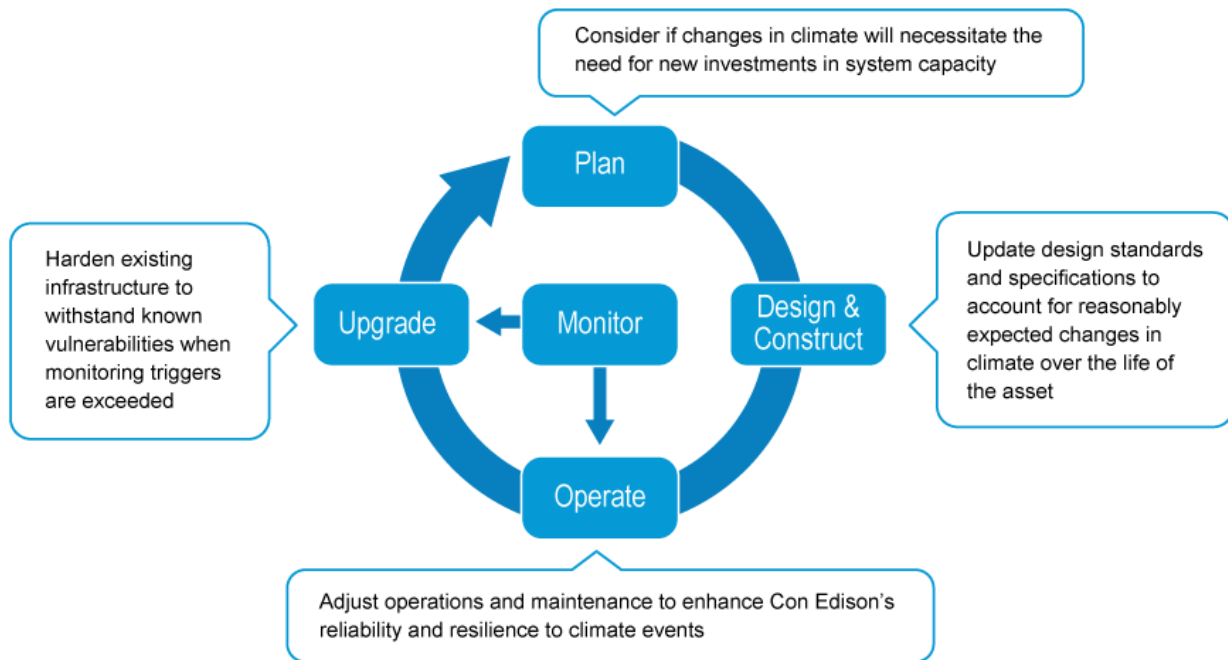 Consider if changes in climate will necessitate the
need for new investments in system capacity
Plan
Harden existing
infrastructure to
withstand known
vulnerabilities when
monitoring triggers
are exceeded
Upgrade
Monitor
Design &
Construct
Update design standards
and specifications to
account for reasonably
expected changes in
climate over the life of
the asset
Operate
Adjust operations and maintenance to enhance Con Edison’s
reliability and resilience to climate events